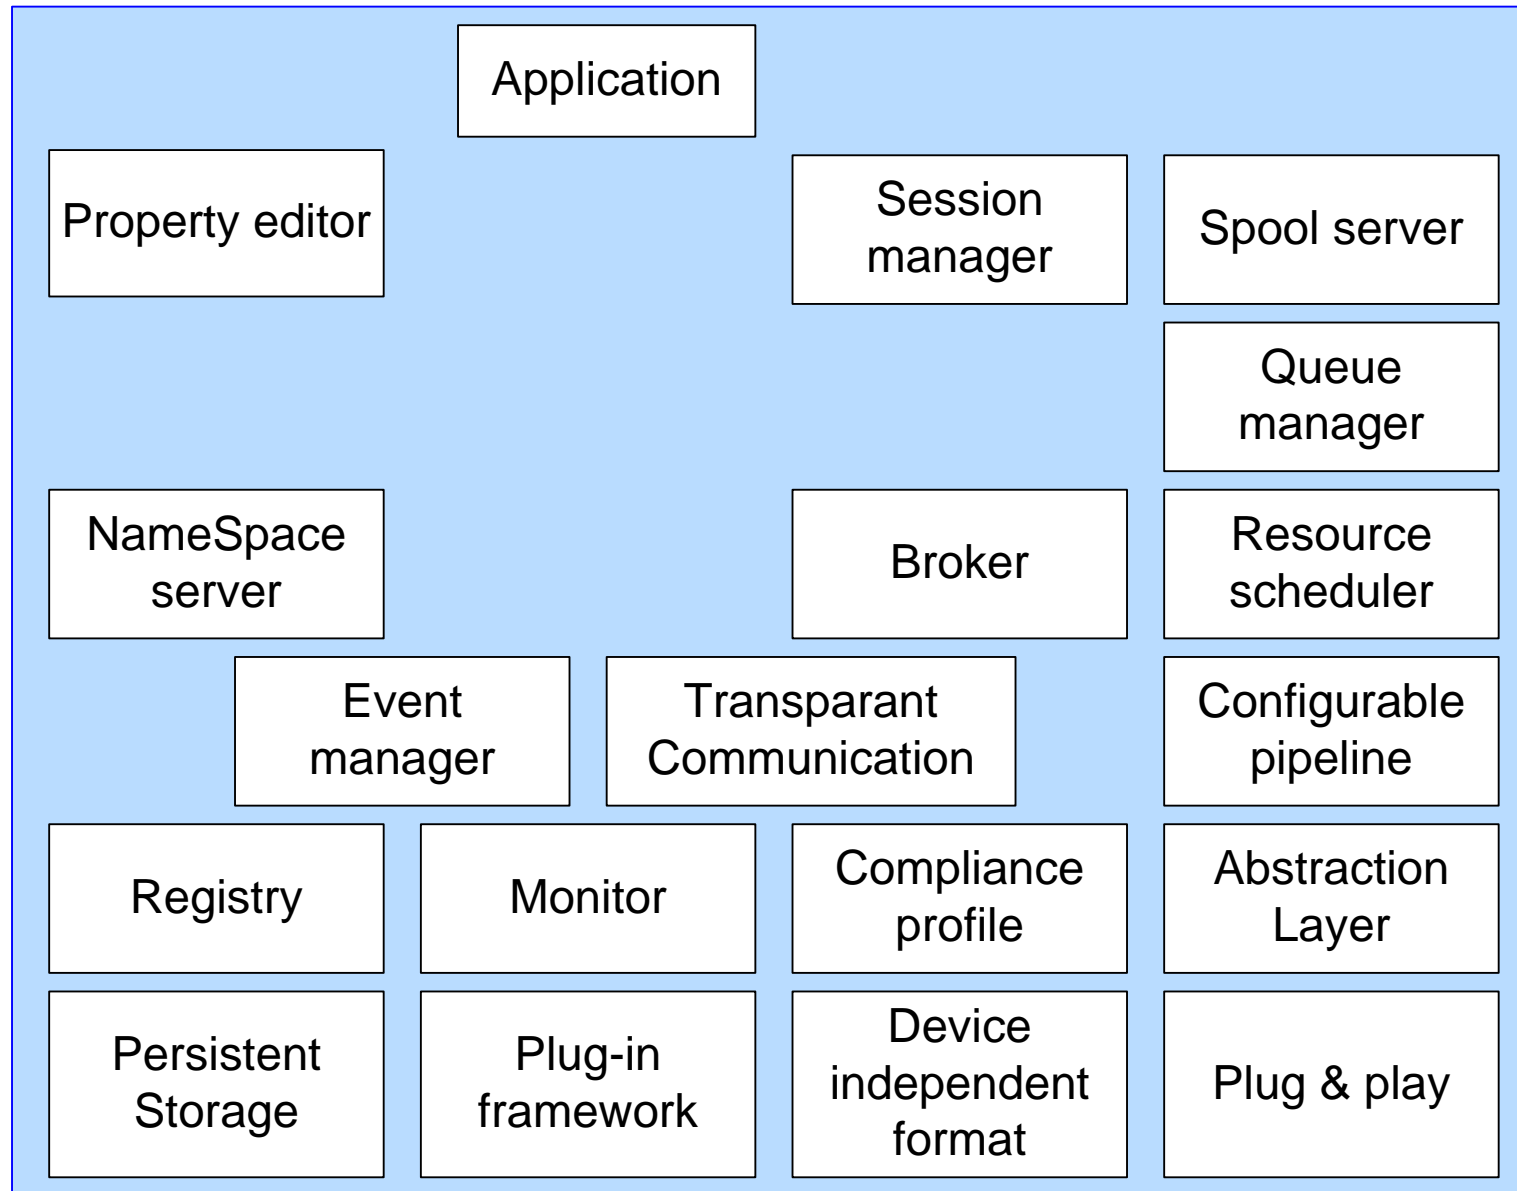 Application
Property editor
Session
manager
Spool server
Queue
manager
NameSpace
server
Broker
Resource
scheduler
Event
manager
Transparant
Communication
Configurable
pipeline
Registry
Monitor
Compliance
profile
Abstraction
Layer
Persistent
Storage
Plug-in
framework
Device
independent
format
Plug & play